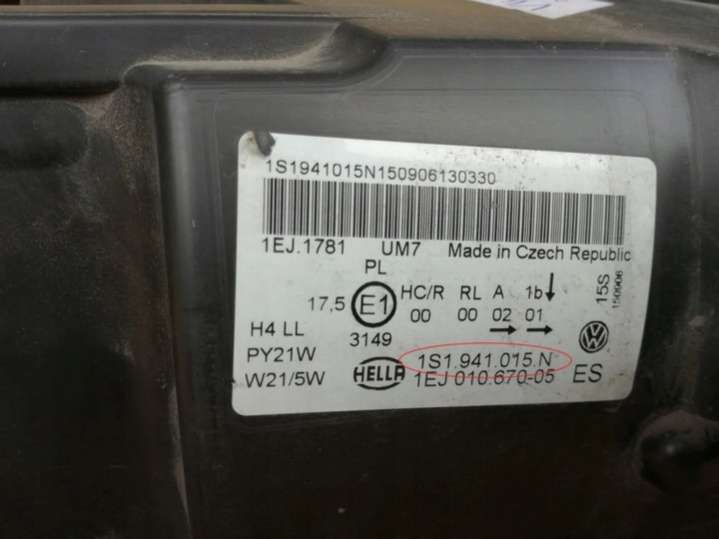 1S1941015N150906130330
1EJ.1781 UM7 Made in Czech Republic
PL
17,5 E1 HC/R RL A 1b↓
00 00 02 01
→ →
H4 LL 3149
PY21W 1S1.941.015.N
W21/5W HELLA 1EJ 010.670-05 ES
15S
150906
VW